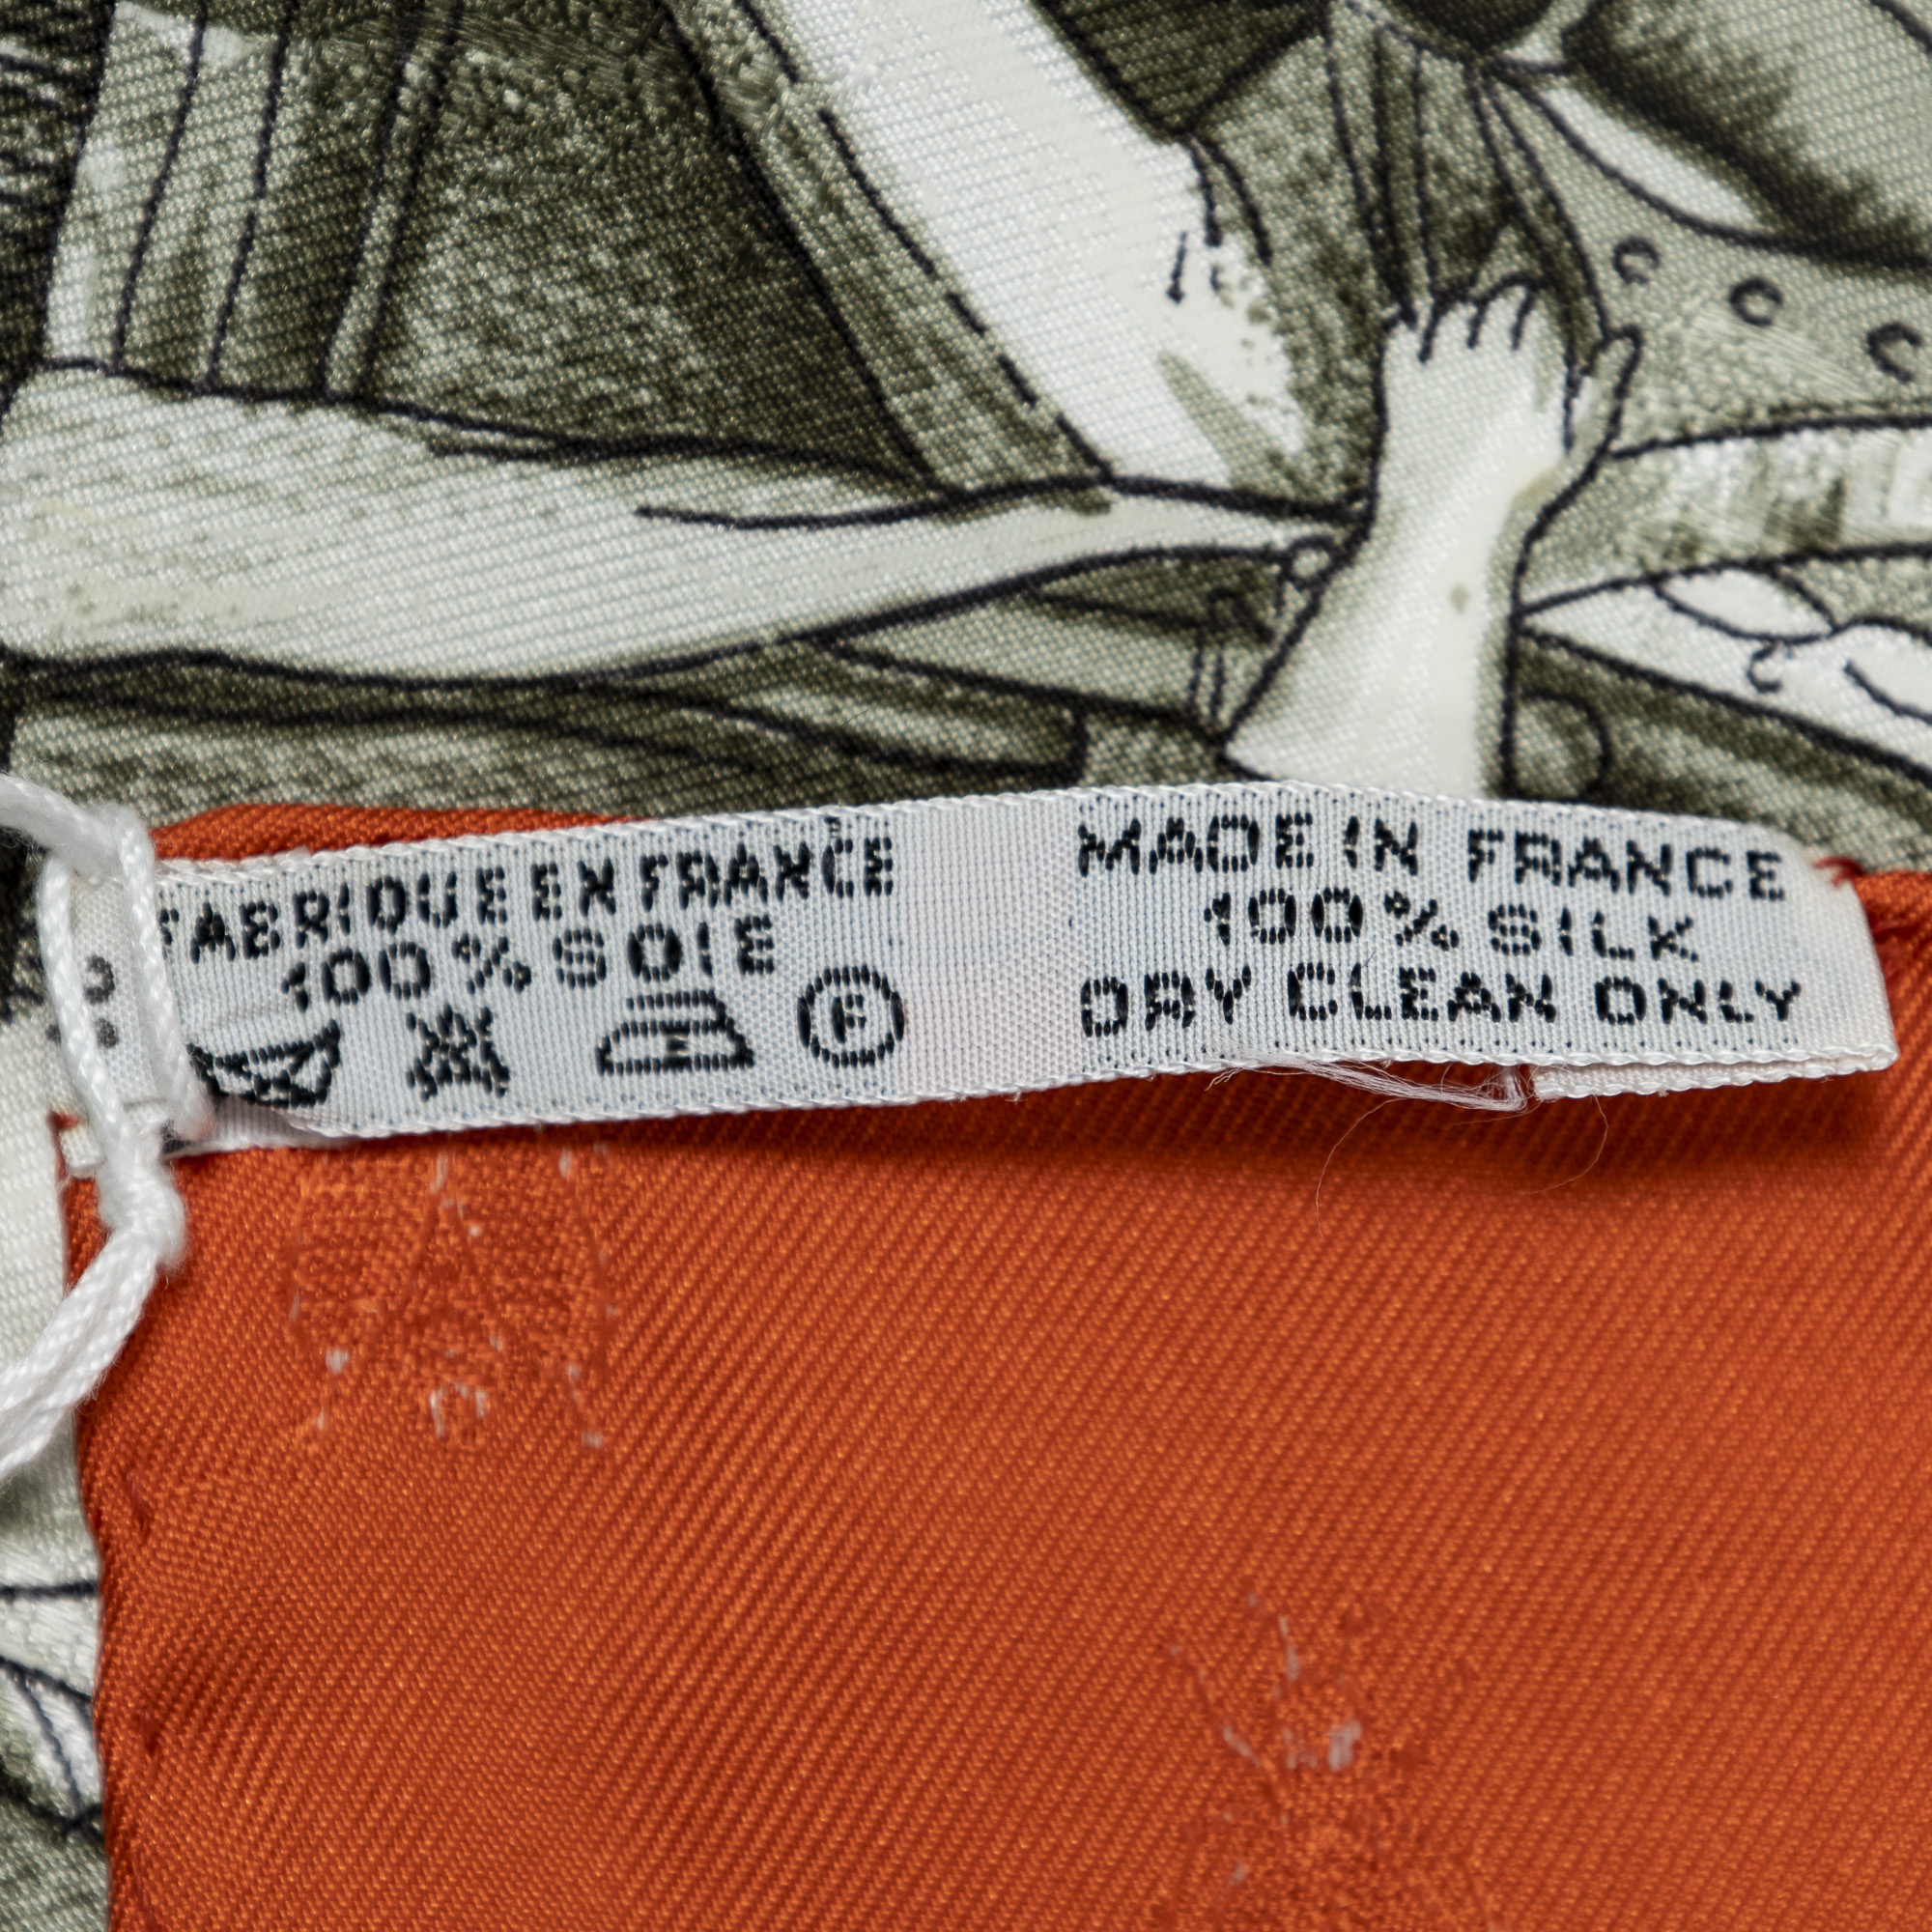 FABRIQUE EN FRANCE
100% SOIE
F
MADE IN FRANCE
100% SILK
DRY CLEAN ONLY